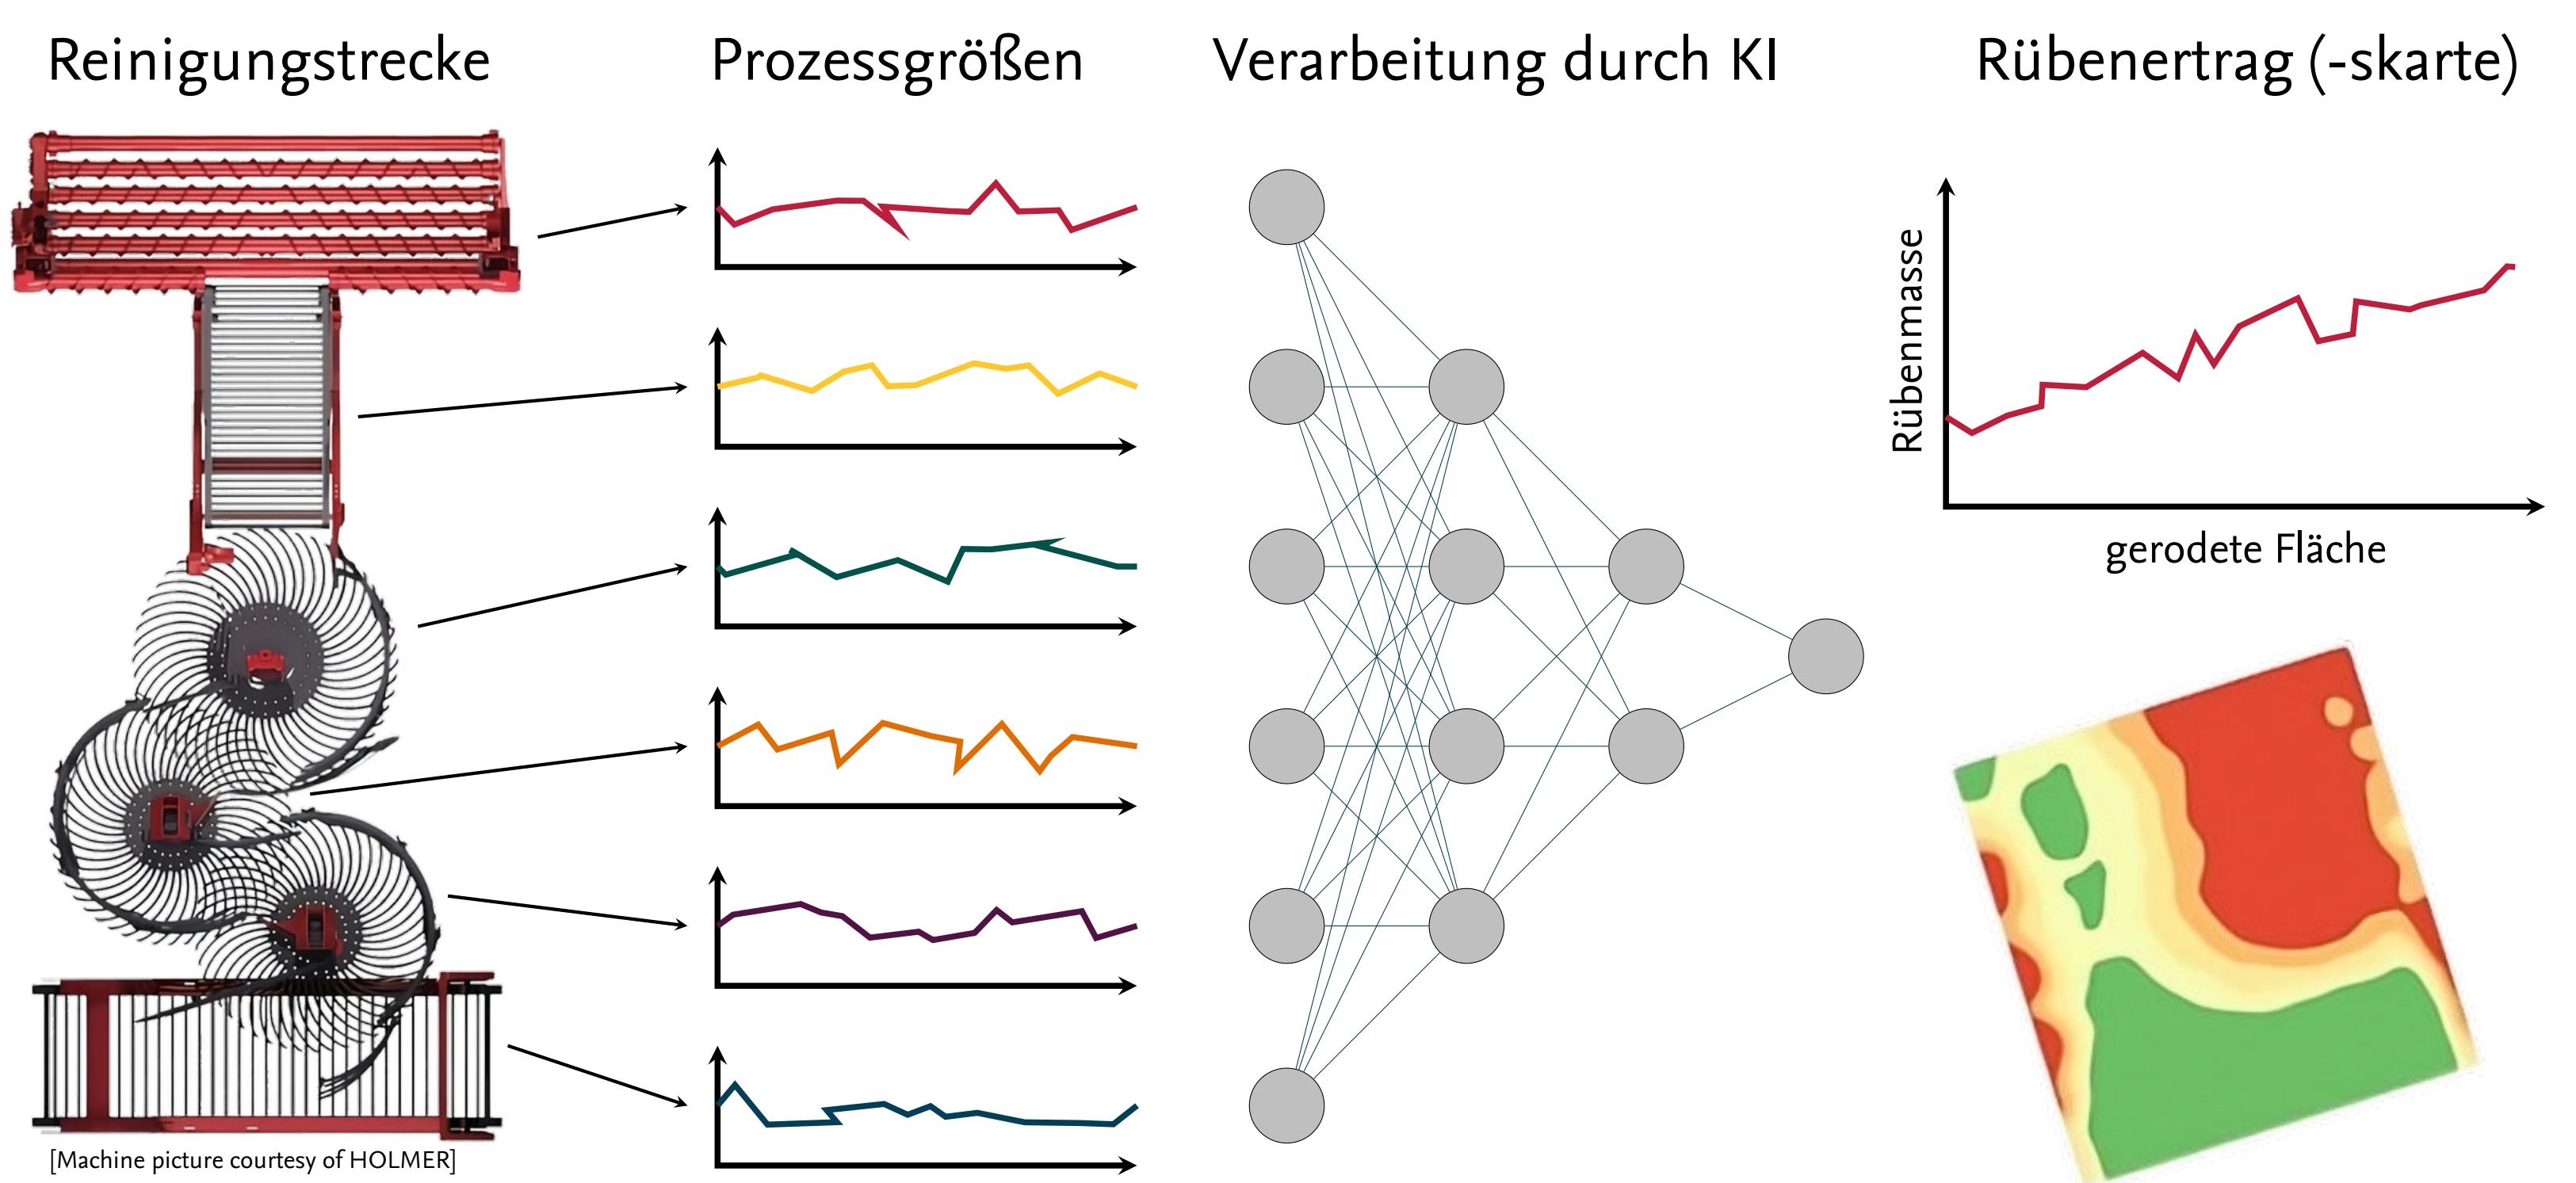 Reinigungstrecke
Prozessgrößen
Verarbeitung durch KI
Rübenertrag (-skarte)
Rübenmasse
gerodete Fläche
[Machine picture courtesy of HOLMER]